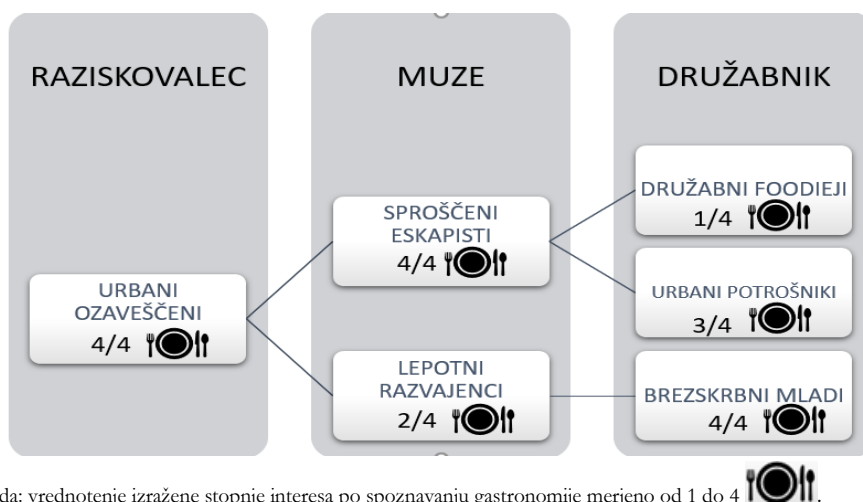 RAZISKOVALEC
MUZE
DRUŽABNIK
URBANI
OZAVEŠČENI
4/4
SPROŠČENI
ESKAPISTI
4/4
LEPOTNI
RAZVAJENCI
2/4
DRUŽABNI FOODIEJI
1/4
URBANI POTROŠNIKI
3/4
BREZSKRBNI MLADI
4/4
vrednotenje izražene stopnje interesa po spoznavanju gastronomije merjeno od 1 do 4 .